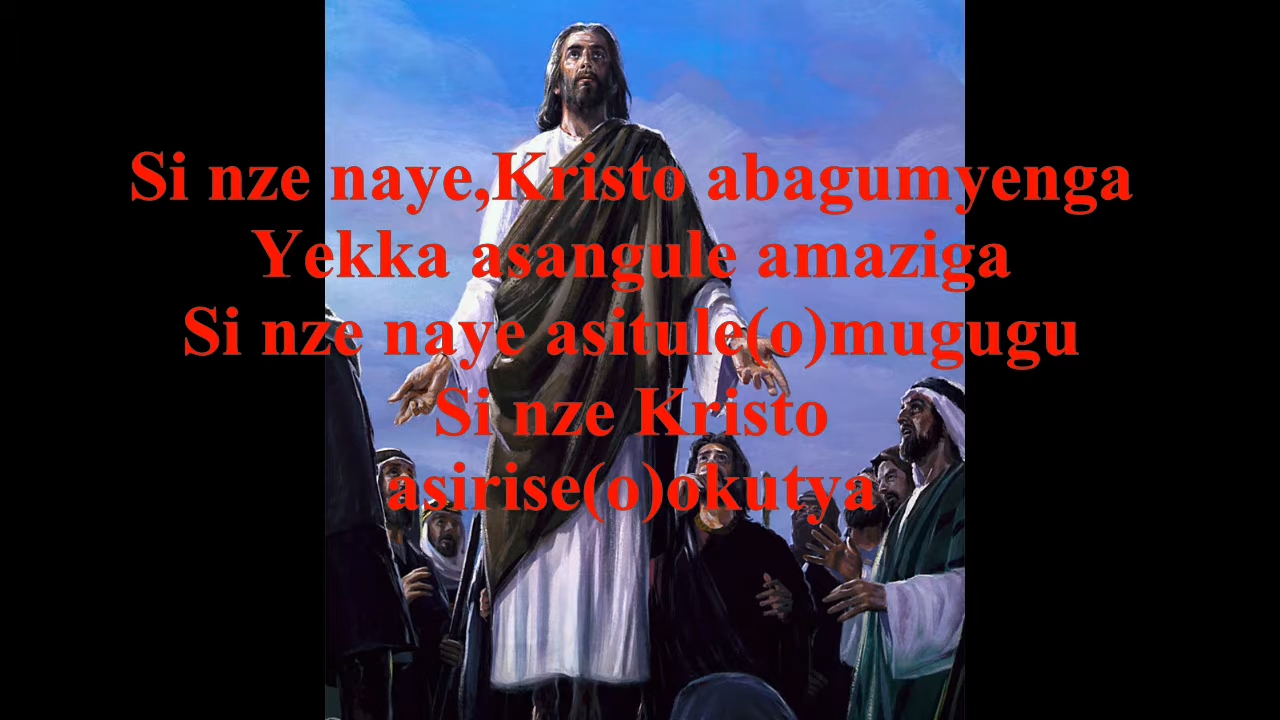 Si nze naye,Kristo abagumyenga
Yekka asangule amaziga
Si nze naye asitule(o)mugugu
Si nze Kristo
asirise(o)okutya